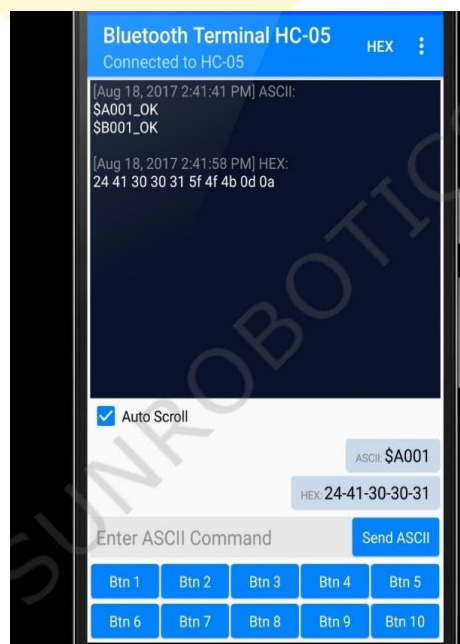 Bluetooth Terminal HC-05
Connected to HC-05
HEX
[Aug 18, 2017 2:41:41 PM] ASCII:
$A001_OK
$B001_OK
[Aug 18, 2017 2:41:58 PM] HEX:
24 41 30 30 31 5f 4f 4b 0d 0a
Auto Scroll
ASCII: $A001
HEX: 24-41-30-30-31
Enter ASCII Command
Send ASCII
Btn 1 Btn 2 Btn 3 Btn 4 Btn 5
Btn 6 Btn 7 Btn 8 Btn 9 Btn 10
SUNROBOTIC